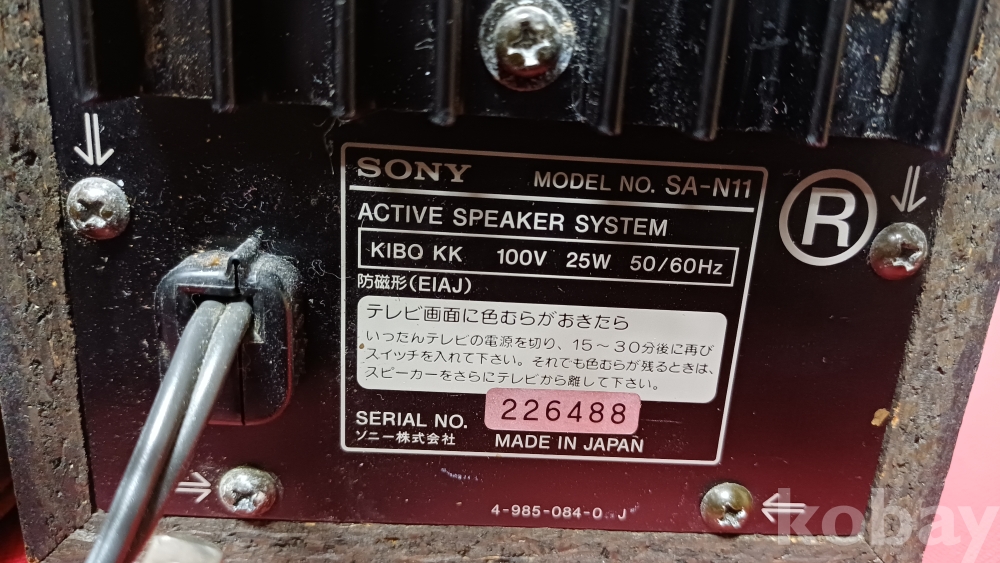 SONY MODEL NO. SA-N11
R
ACTIVE SPEAKER SYSTEM
KIBO KK 100V 25W 50/60Hz
防磁形(EIAJ)
テレビ画面に色むらがおきたら
いったんテレビの電源を切り、15〜30分後に再び
スイッチを入れて下さい。それでも色むらが残るときは、
スピーカーをさらにテレビから離して下さい。
SERIAL NO. 226488
ソニー株式会社 MADE IN JAPAN
4-985-084-0 J
kobay